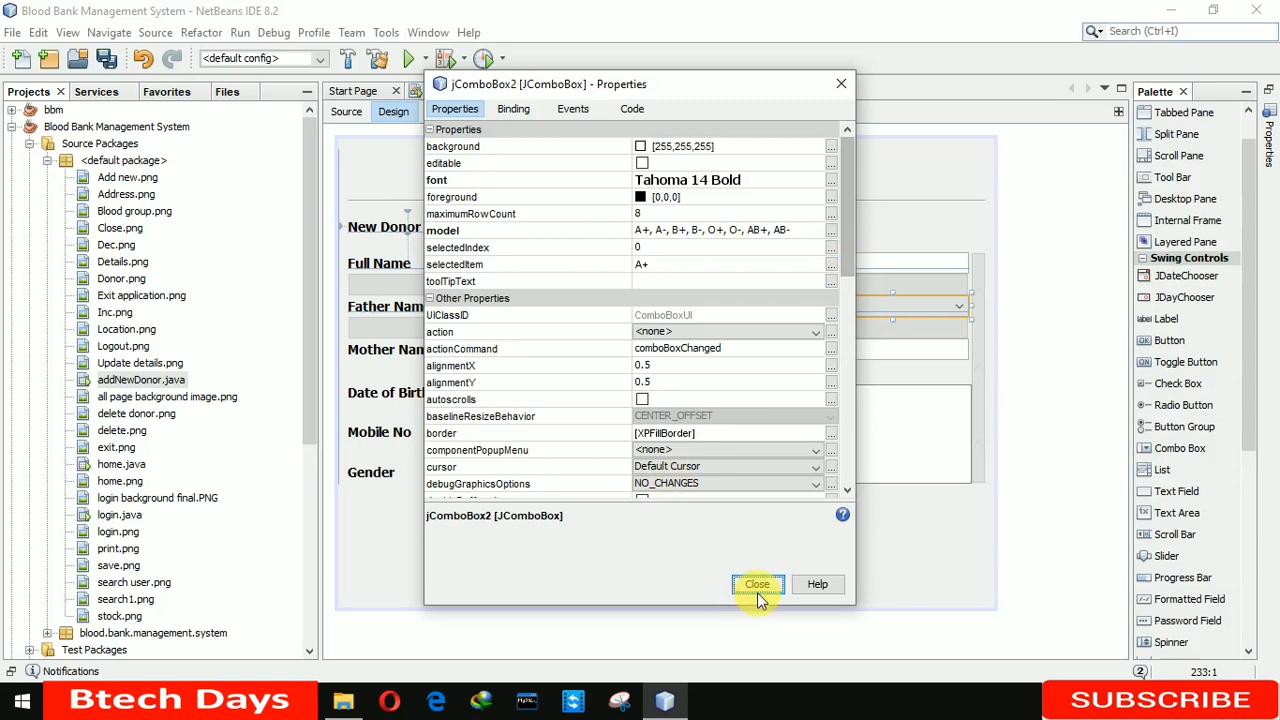 Blood Bank Management System - NetBeans IDE 8.2
File Edit View Navigate Source Refactor Run Debug Profile Team Tools Window Help
Search (Ctrl+I)
<default config>
Projects Services Favorites Files
bbm
Blood Bank Management System
Source Packages
<default package>
Add new.png
Address.png
Blood group.png
Close.png
Dec.png
Details.png
Donor.png
Exit application.png
Inc.png
Location.png
Logout.png
Update details.png
addNewDonor.java
all page background image.png
delete donor.png
delete.png
exit.png
home.java
home.png
login background final.PNG
login.java
login.png
print.png
save.png
search user.png
search1.png
stock.png
blood.bank.management.system
Test Packages
Start Page
Source Design
New Donor
Full Name
Father Nam
Mother Nam
Date of Birth
Mobile No
Gender
jComboBox2 [JComboBox] - Properties
Properties Binding Events Code
Properties
background [255,255,255]
editable
font Tahoma 14 Bold
foreground [0,0,0]
maximumRowCount 8
model A+, A-, B+, B-, O+, O-, AB+, AB-
selectedIndex 0
selectedItem A+
toolTipText
Other Properties
UIClassID ComboBoxUI
action <none>
actionCommand comboBoxChanged
alignmentX 0.5
alignmentY 0.5
autoscrolls
baselineResizeBehavior CENTER_OFFSET
border [XPFillBorder]
componentPopupMenu <none>
cursor Default Cursor
debugGraphicsOptions NO_CHANGES
jComboBox2 [JComboBox]
Close Help
Palette
Tabbed Pane
Split Pane
Scroll Pane
Tool Bar
Desktop Pane
Internal Frame
Layered Pane
Swing Controls
JDateChooser
JDayChooser
Label
Button
Toggle Button
Check Box
Radio Button
Button Group
Combo Box
List
Text Field
Text Area
Scroll Bar
Slider
Progress Bar
Formatted Field
Password Field
Spinner
Properties
Notifications
2 233:1
Btech Days
MySQL
SUBSCRIBE